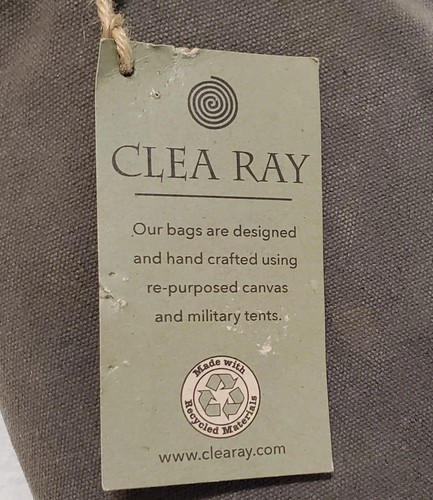 CLEA RAY
Our bags are designed
and hand crafted using
re-purposed canvas
and military tents.
Made with
Recycled Materials
www.clearay.com